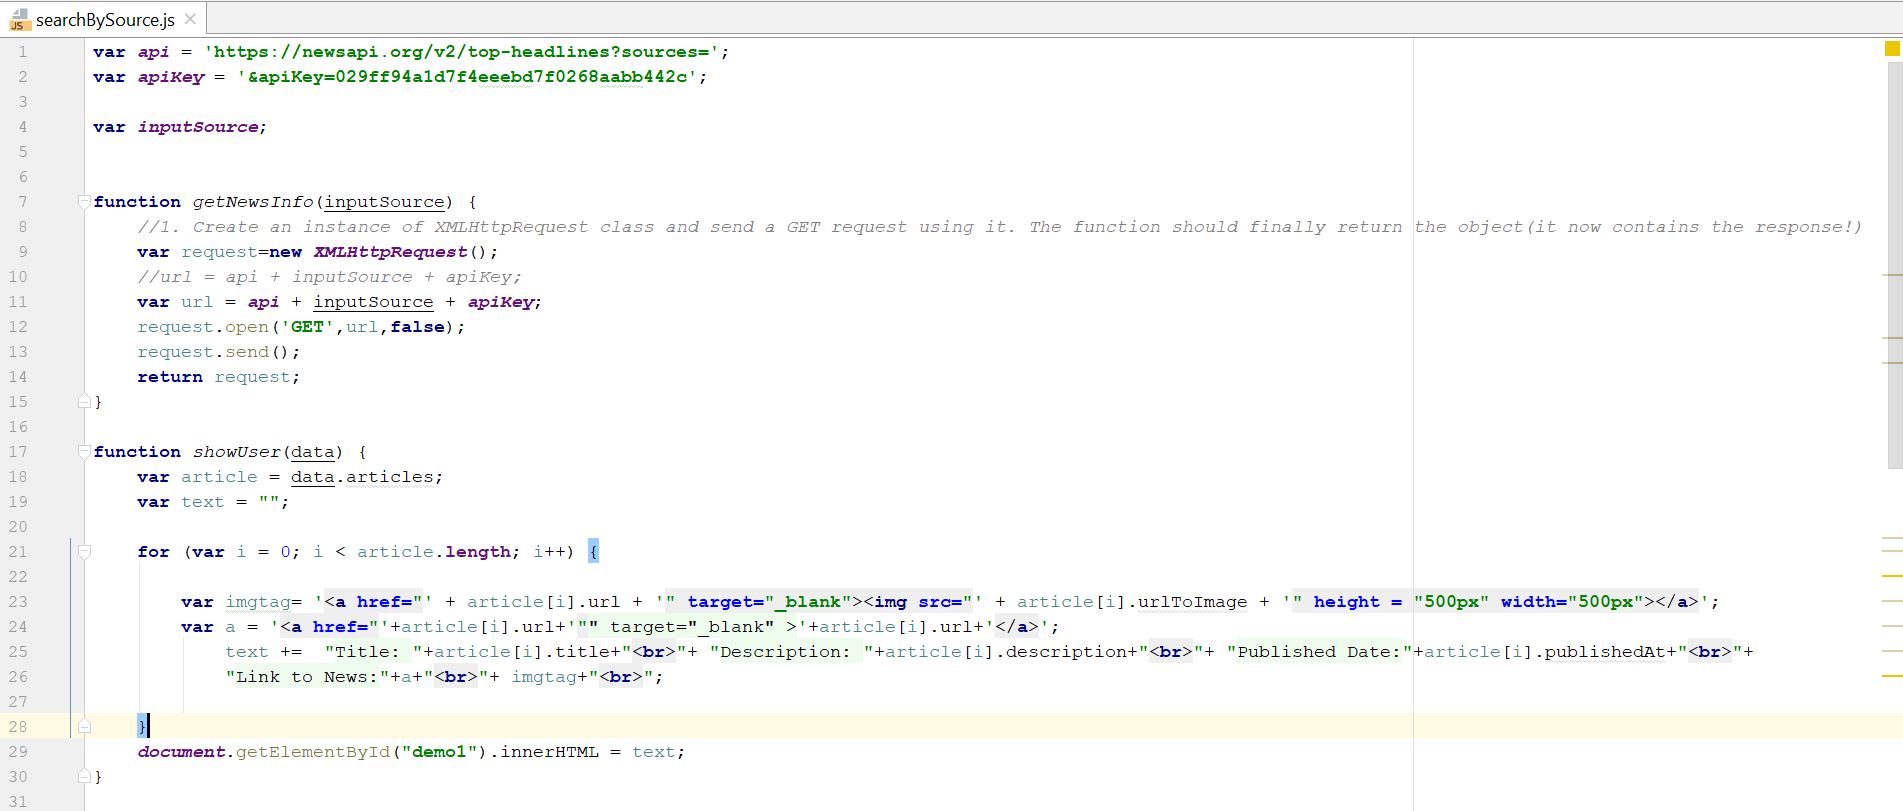 searchBySource.js
1 var api = 'https://newsapi.org/v2/top-headlines?sources=';
2 var apiKey = '&apiKey=029ff94a1d7f4eeebd7f0268aabb442c';
3
4 var inputSource;
5
6
7 function getNewsInfo(inputSource) {
8 //1. Create an instance of XMLHttpRequest class and send a GET request using it. The function should finally return the object(it now contains the response!)
9 var request=new XMLHttpRequest();
10 //url = api + inputSource + apiKey;
11 var url = api + inputSource + apiKey;
12 request.open('GET',url,false);
13 request.send();
14 return request;
15 }
16
17 function showUser(data) {
18 var article = data.articles;
19 var text = "";
20
21 for (var i = 0; i < article.length; i++) {
22
23 var imgtag= '<a href="' + article[i].url + '" target="_blank"><img src="' + article[i].urlToImage + '" height = "500px" width="500px"></a>';
24 var a = '<a href="'+article[i].url+'"" target="_blank" >'+article[i].url+'</a>';
25 text += "Title: "+article[i].title+"<br>"+ "Description: "+article[i].description+"<br>"+ "Published Date:"+article[i].publishedAt+"<br>"+
26 "Link to News:"+a+"<br>"+ imgtag+"<br>";
27
28 }
29 document.getElementById("demo1").innerHTML = text;
30 }
31